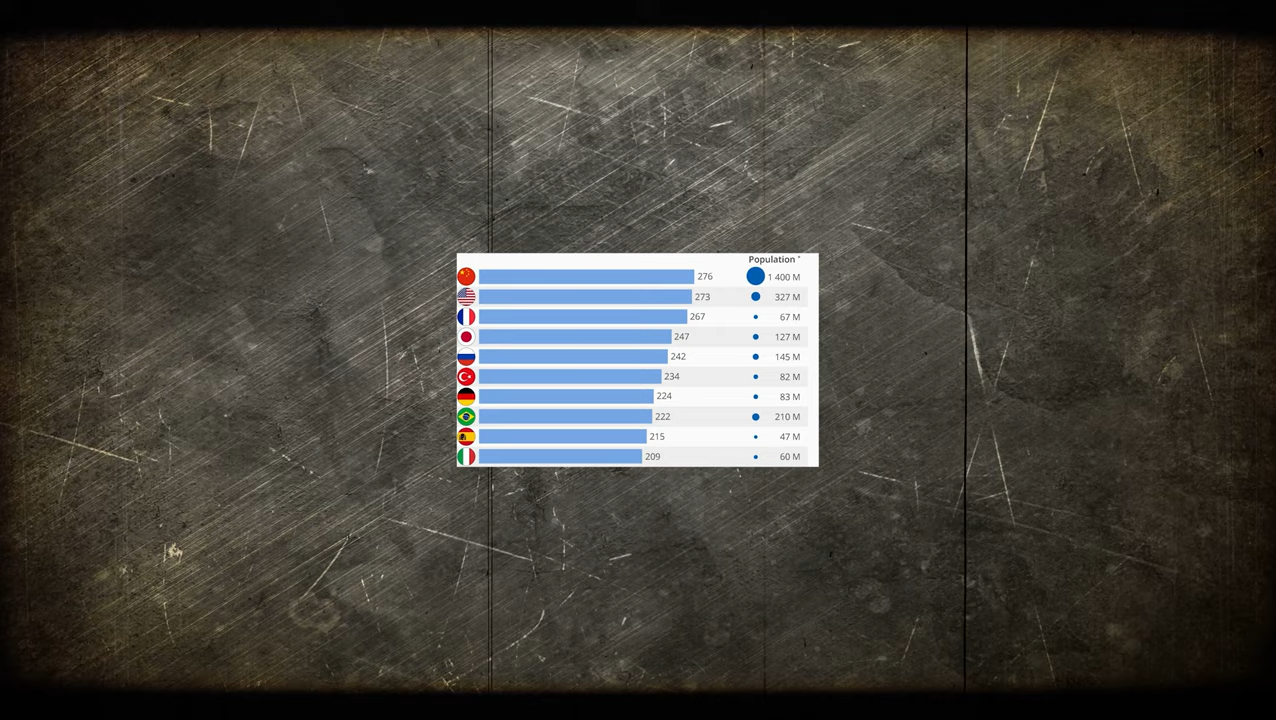 Population *
276 1 400 M
273 327 M
267 67 M
247 127 M
242 145 M
234 82 M
224 83 M
222 210 M
215 47 M
209 60 M